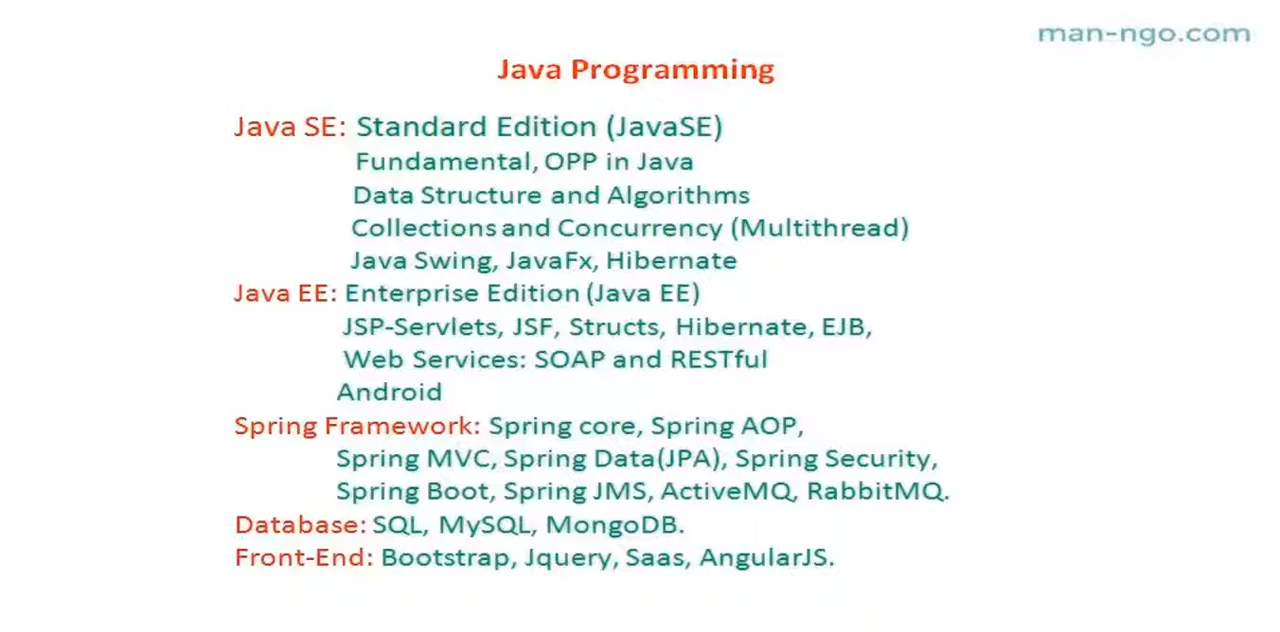 man-ngo.com
Java Programming
Java SE: Standard Edition (JavaSE)
Fundamental, OPP in Java
Data Structure and Algorithms
Collections and Concurrency (Multithread)
Java Swing, JavaFx, Hibernate
Java EE: Enterprise Edition (Java EE)
JSP-Servlets, JSF, Structs, Hibernate, EJB,
Web Services: SOAP and RESTful
Android
Spring Framework: Spring core, Spring AOP,
Spring MVC, Spring Data(JPA), Spring Security,
Spring Boot, Spring JMS, ActiveMQ, RabbitMQ.
Database: SQL, MySQL, MongoDB.
Front-End: Bootstrap, Jquery, Saas, AngularJS.